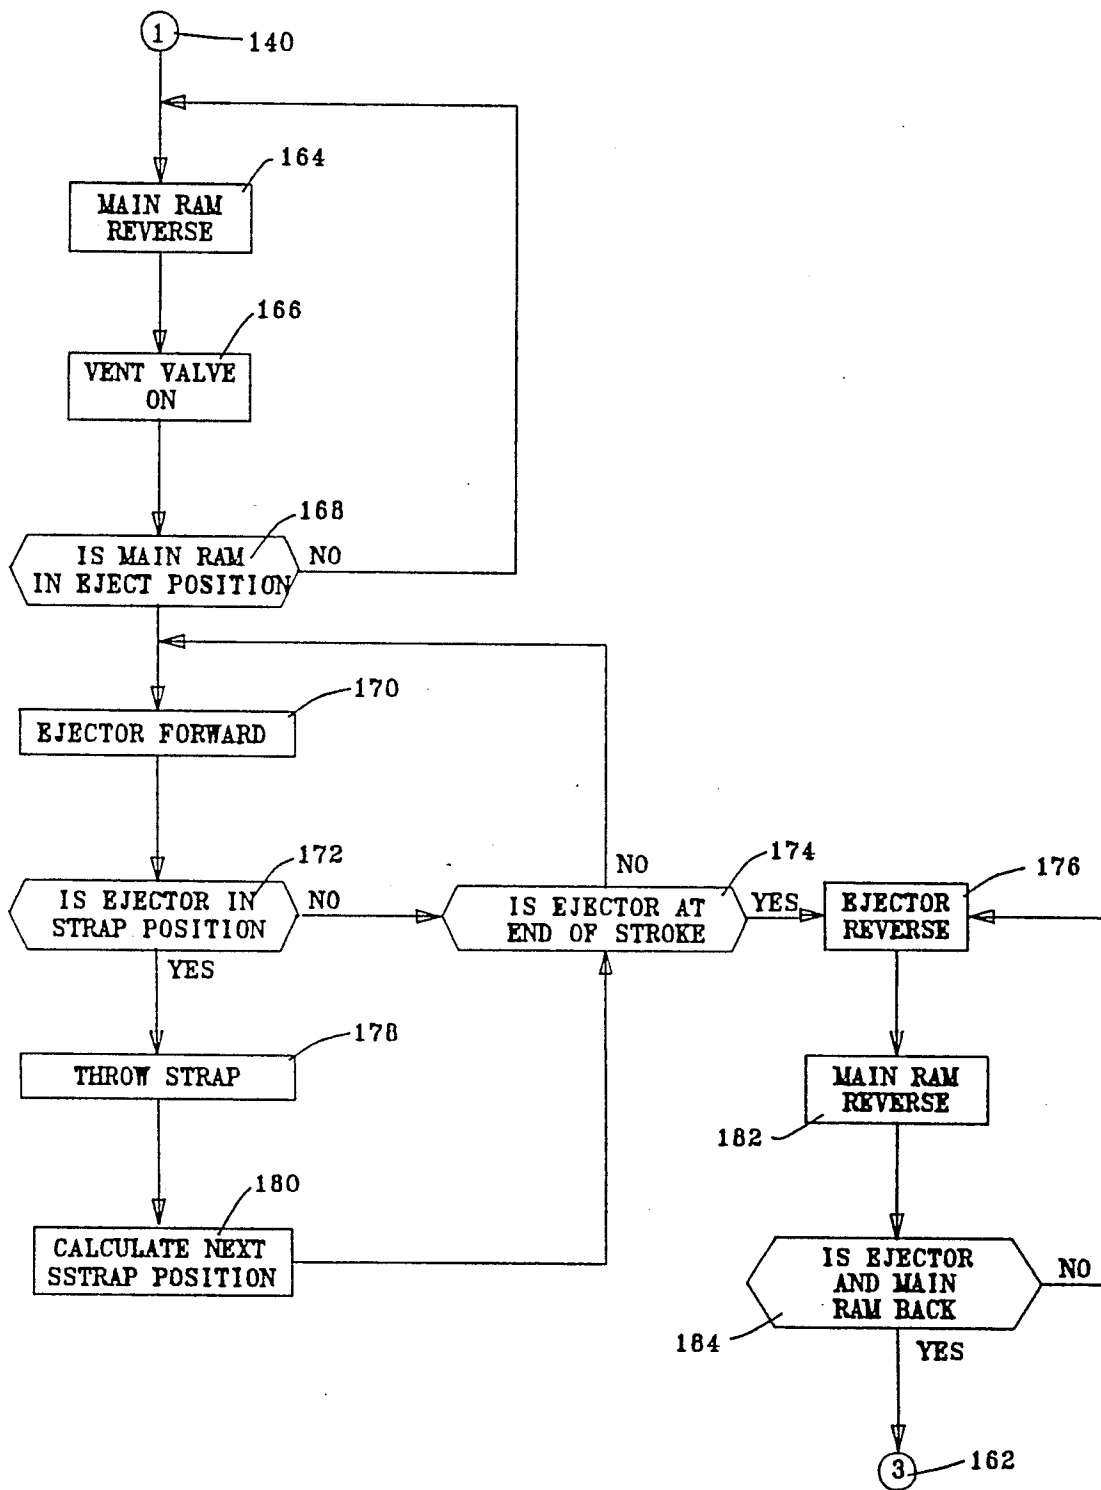 1
140
164
MAIN RAM
REVERSE
166
VENT VALVE
ON
168
IS MAIN RAM
IN EJECT POSITION
NO
170
EJECTOR FORWARD
172
IS EJECTOR IN
STRAP POSITION
NO
YES
174
NO
IS EJECTOR AT
END OF STROKE
YES
176
EJECTOR
REVERSE
178
THROW STRAP
180
CALCULATE NEXT
SSTRAP POSITION
MAIN RAM
REVERSE
182
IS EJECTOR
AND MAIN
RAM BACK
NO
184
YES
3
162